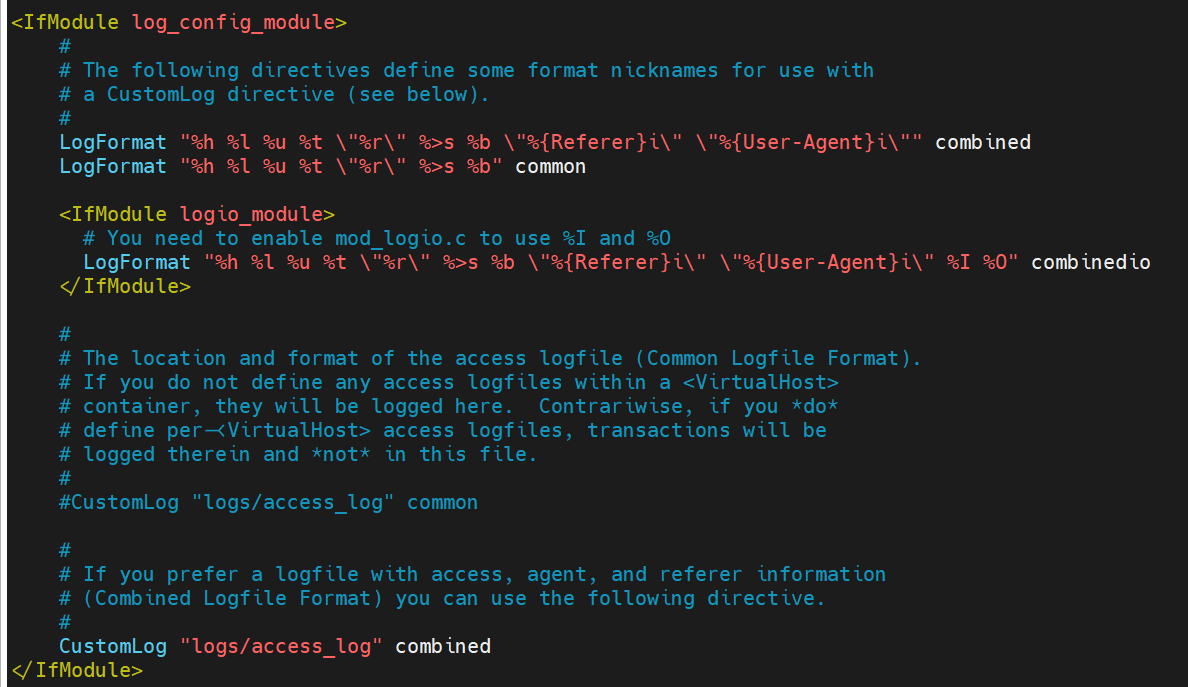 <IfModule log_config_module>
    #
    # The following directives define some format nicknames for use with
    # a CustomLog directive (see below).
    #
    LogFormat "%h %l %u %t \"%r\" %>s %b \"%{Referer}i\" \"%{User-Agent}i\"" combined
    LogFormat "%h %l %u %t \"%r\" %>s %b" common

    <IfModule logio_module>
      # You need to enable mod_logio.c to use %I and %O
      LogFormat "%h %l %u %t \"%r\" %>s %b \"%{Referer}i\" \"%{User-Agent}i\" %I %O" combinedio
    </IfModule>

    #
    # The location and format of the access logfile (Common Logfile Format).
    # If you do not define any access logfiles within a <VirtualHost>
    # container, they will be logged here.  Contrariwise, if you *do*
    # define per-<VirtualHost> access logfiles, transactions will be
    # logged therein and *not* in this file.
    #
    #CustomLog "logs/access_log" common

    #
    # If you prefer a logfile with access, agent, and referer information
    # (Combined Logfile Format) you can use the following directive.
    #
    CustomLog "logs/access_log" combined
</IfModule>